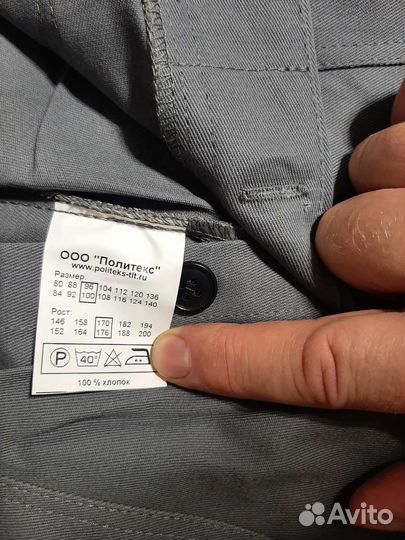 ООО "Политекс"
www.politeks-tlt.ru
Размер:
80 88 96 104 112 120 136
84 92 100 108 116 124 140
Рост:
146 158 170 182 194
152 164 176 188 200
P 40°
100 % хлопок
Avito